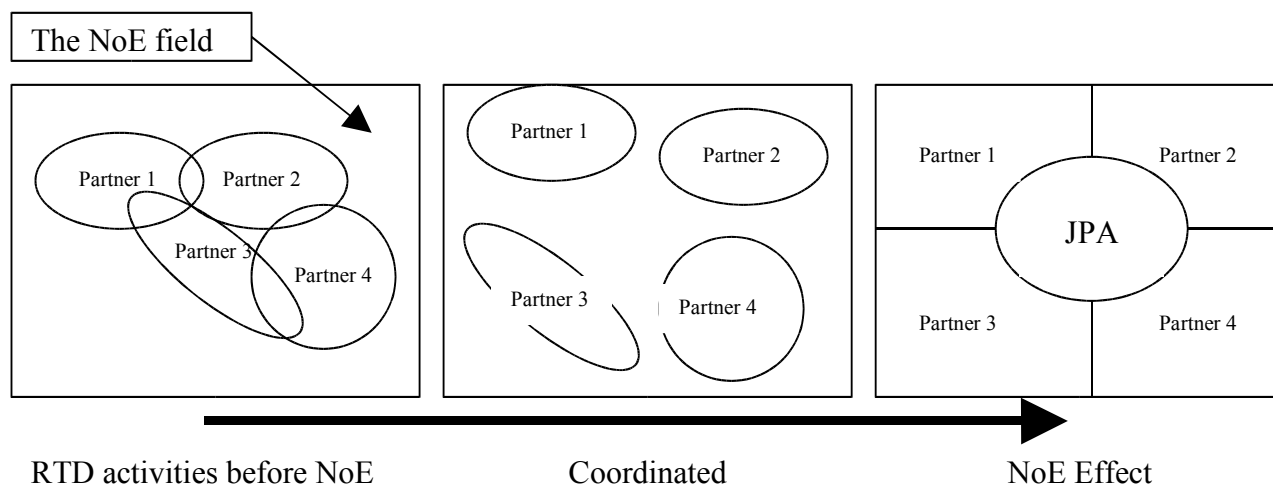 The NoE field
Partner 1
Partner 2
Partner 3
Partner 4
Partner 1
Partner 2
Partner 3
Partner 4
Partner 1
Partner 2
JPA
Partner 3
Partner 4
RTD activities before NoE
Coordinated
NoE Effect